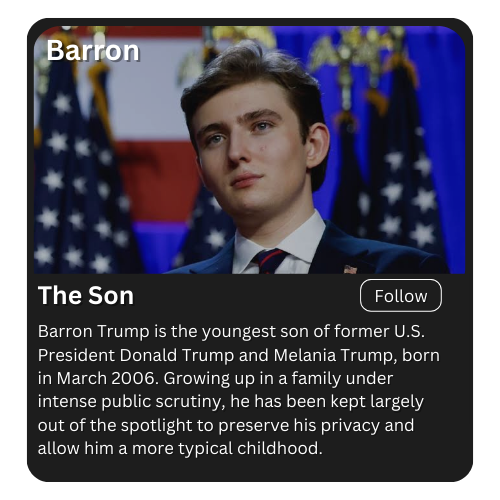 Barron
The Son
Follow
Barron Trump is the youngest son of former U.S.
President Donald Trump and Melania Trump, born
in March 2006. Growing up in a family under
intense public scrutiny, he has been kept largely
out of the spotlight to preserve his privacy and
allow him a more typical childhood.